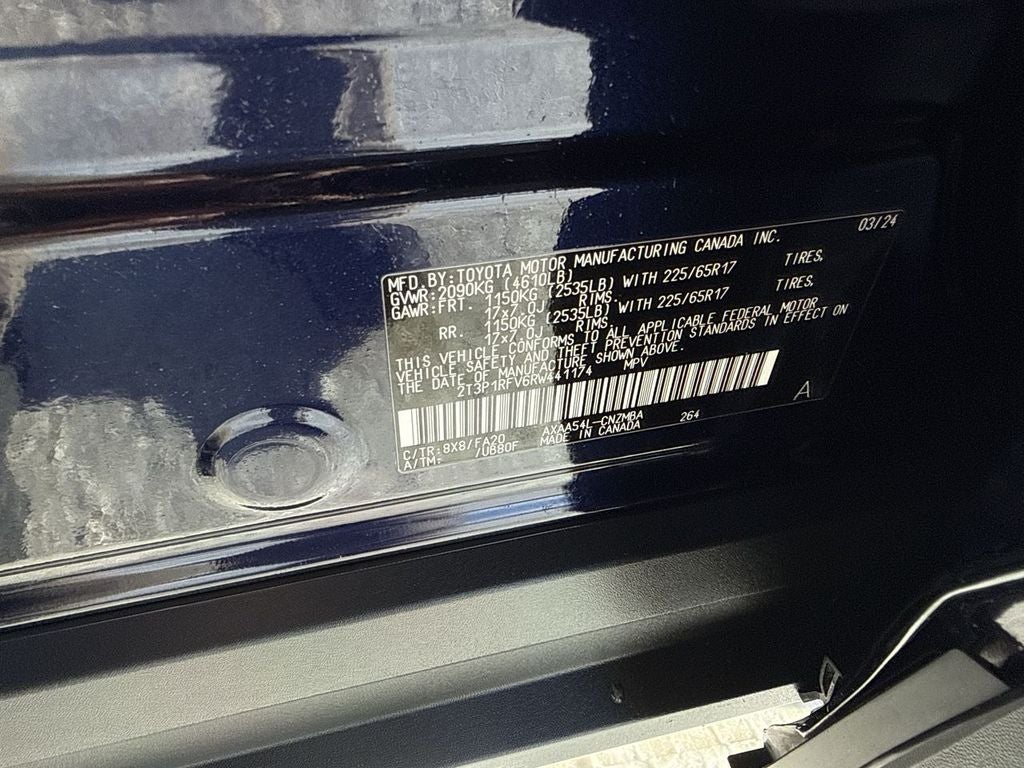 03/24
MFD.BY:TOYOTA MOTOR MANUFACTURING CANADA INC.
GVWR:2090KG (4610LB)
GAWR:FRT. 1150KG (2535LB) WITH 225/65R17 TIRES,
17x7.0J RIMS.
RR. 1150KG (2535LB) WITH 225/65R17 TIRES,
17x7.0J RIMS.
THIS VEHICLE CONFORMS TO ALL APPLICABLE FEDERAL MOTOR
VEHICLE SAFETY AND THEFT PREVENTION STANDARDS IN EFFECT ON
THE DATE OF MANUFACTURE SHOWN ABOVE.
2T3P1RFV6RW441174 MPV
A
C/TR:8X8/FA20 AXAA54L-CNZMBA 264
A/TM: /UB80F MADE IN CANADA